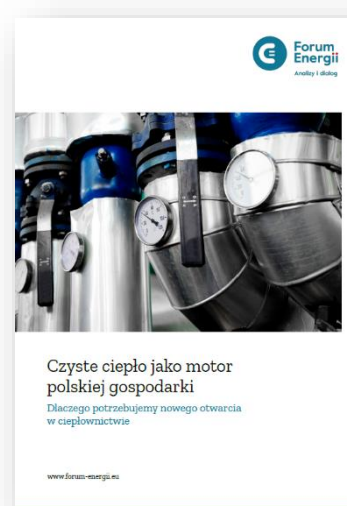 Forum
Energii
Analizy i dialog
Czyste ciepło jako motor
polskiej gospodarki
Dlaczego potrzebujemy nowego otwarcia
w ciepłownictwie
www.forum-energii.eu